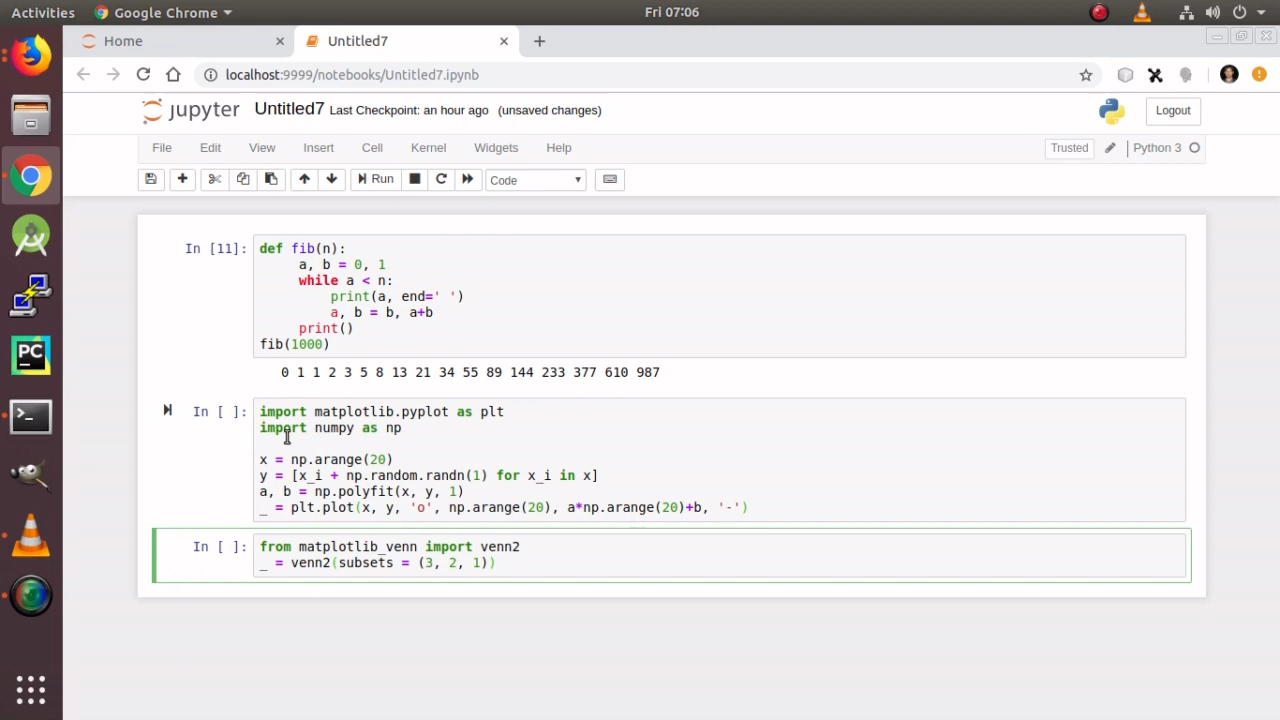 Activities Google Chrome Fri 07:06
Home Untitled7
localhost:9999/notebooks/Untitled7.ipynb
jupyter Untitled7 Last Checkpoint: an hour ago (unsaved changes) Logout
File Edit View Insert Cell Kernel Widgets Help Trusted Python 3
Run Code
In [11]: def fib(n):
a, b = 0, 1
while a < n:
print(a, end=' ')
a, b = b, a+b
print()
fib(1000)
0 1 1 2 3 5 8 13 21 34 55 89 144 233 377 610 987
In [ ]: import matplotlib.pyplot as plt
import numpy as np
x = np.arange(20)
y = [x_i + np.random.randn(1) for x_i in x]
a, b = np.polyfit(x, y, 1)
_ = plt.plot(x, y, 'o', np.arange(20), a*np.arange(20)+b, '-')
In [ ]: from matplotlib_venn import venn2
_ = venn2(subsets = (3, 2, 1))
PC